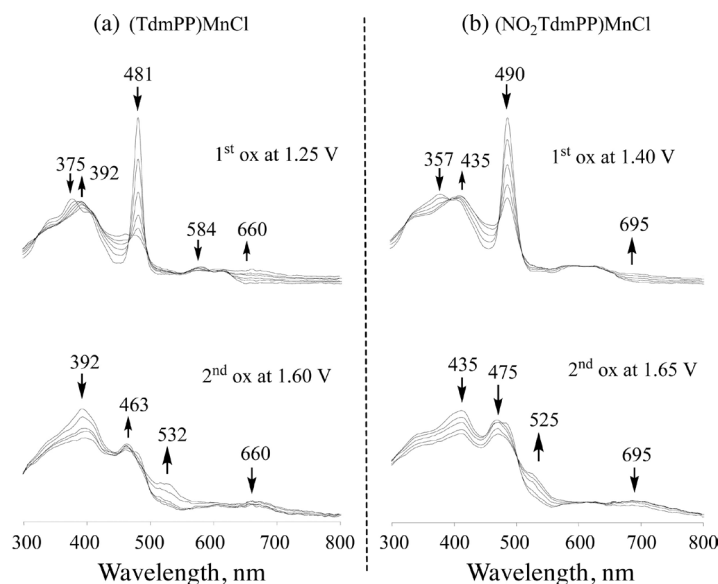 (a) (TdmPP)MnCl
481
1st ox at 1.25 V
375
392
584
660
392
2nd ox at 1.60 V
463
532
660
300 400 500 600 700 800
Wavelength, nm
(b) (NO2TdmPP)MnCl
490
1st ox at 1.40 V
357
435
695
435
475
2nd ox at 1.65 V
525
695
300 400 500 600 700 800
Wavelength, nm